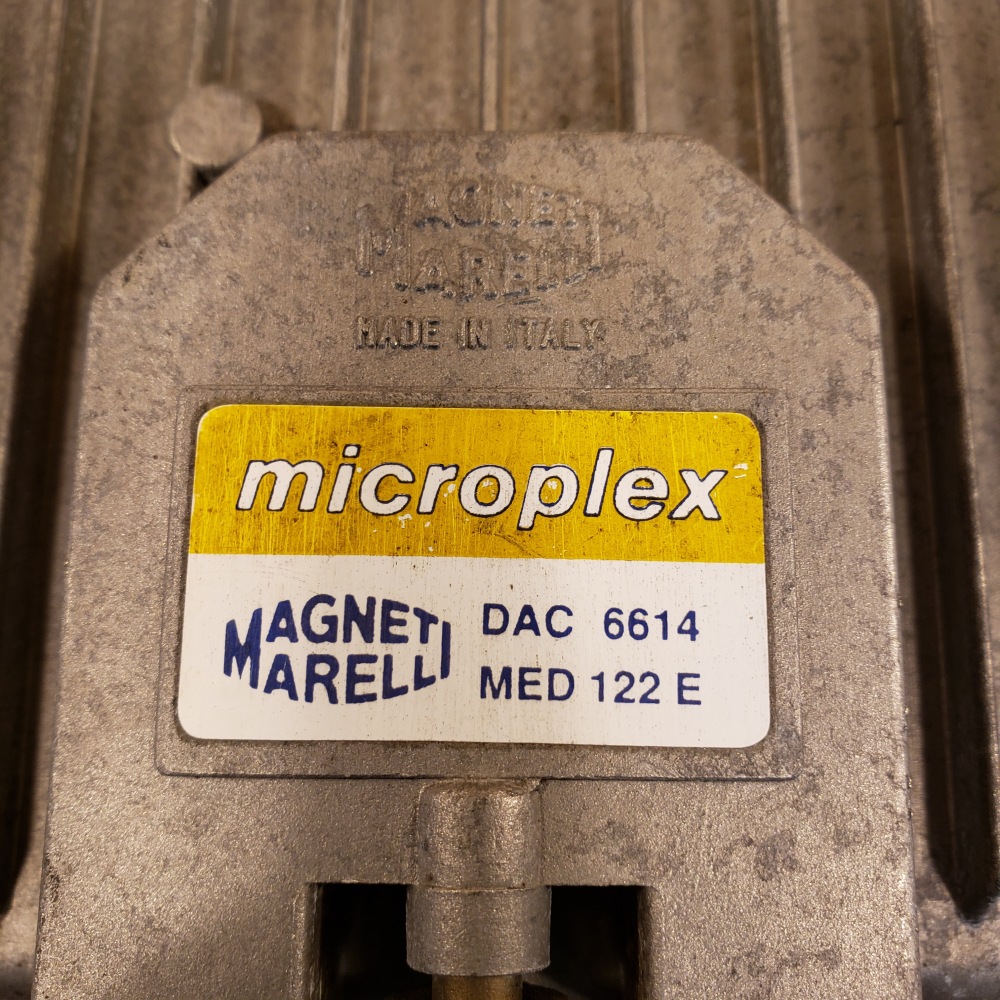 MAGNETI
MARELLI
MADE IN ITALY
microplex
MAGNETI
MARELLI
DAC 6614
MED 122 E